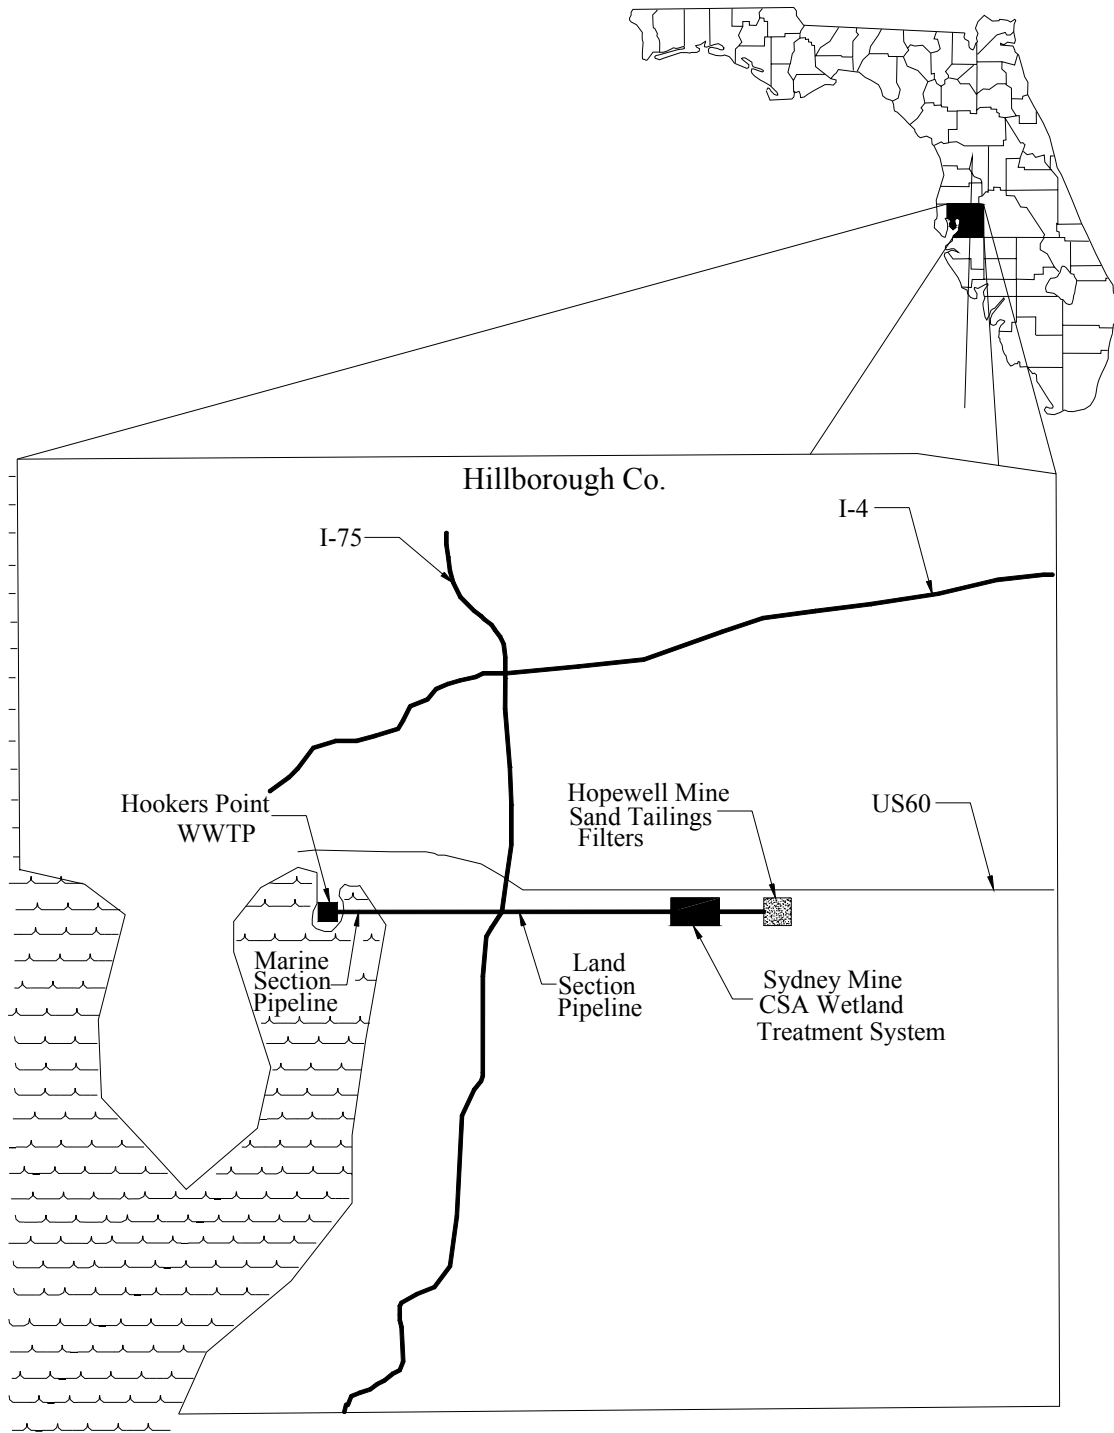 Hillborough Co.
I-4
I-75
Hookers Point
WWTP
Hopewell Mine
Sand Tailings
Filters
US60
Marine
Section
Pipeline
Land
Section
Pipeline
Sydney Mine
CSA Wetland
Treatment System